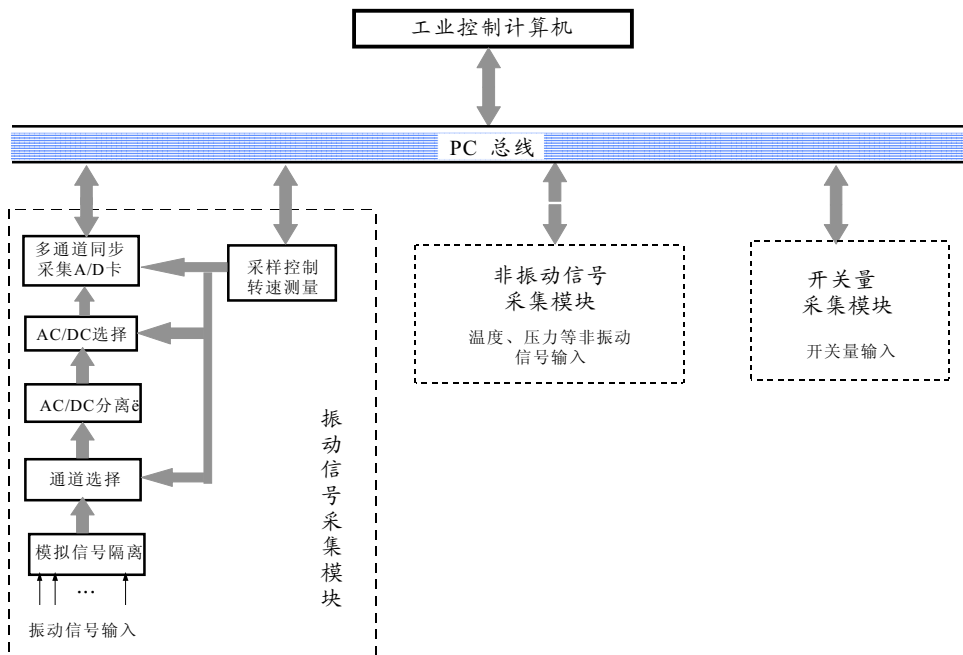 工业控制计算机
PC 总线
多通道同步
采集A/D卡
采样控制
转速测量
非振动信号
采集模块
温度、压力等非振动
信号输入
开关量
采集模块
开关量输入
AC/DC选择
AC/DC分离ë
通道选择
模拟信号隔离
...
振动信号输入
振动信号采集模块